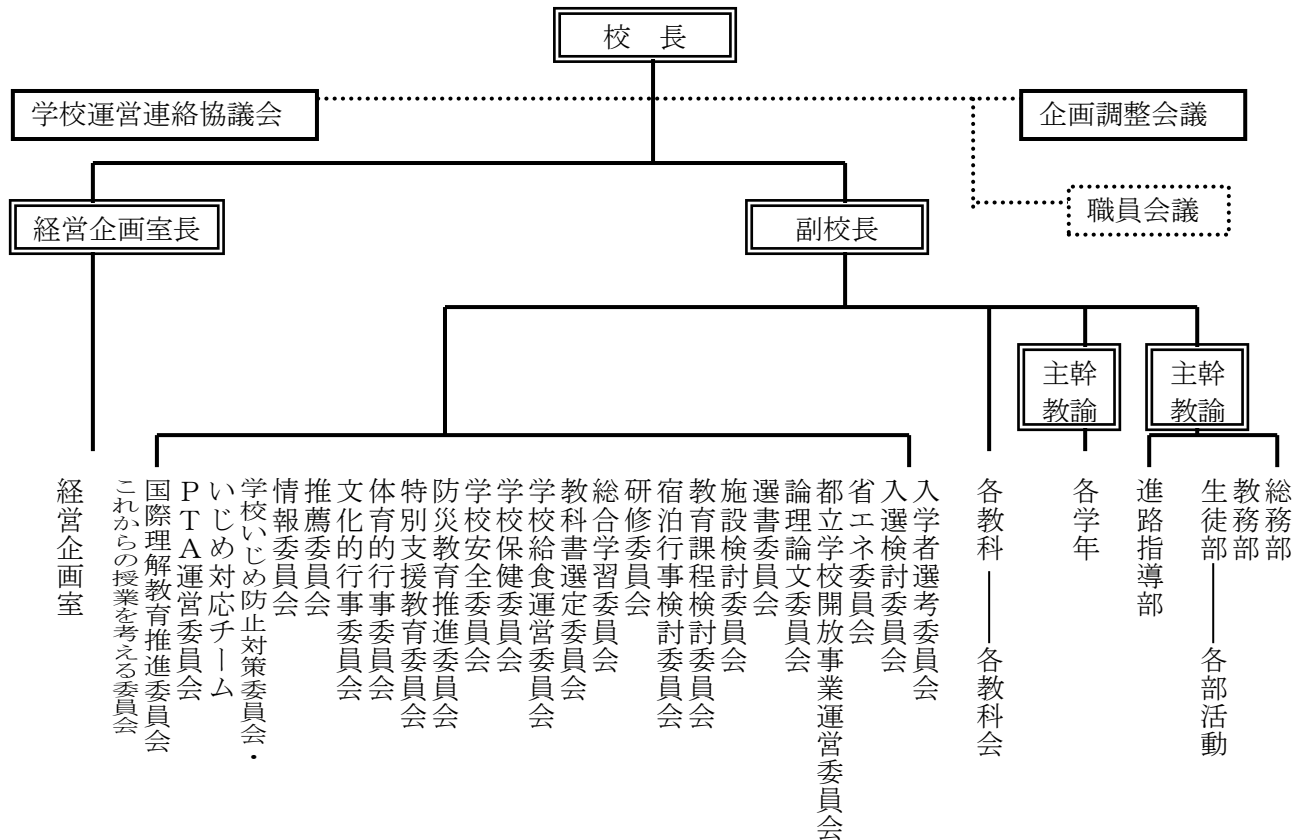 校　長
学校運営連絡協議会
企画調整会議
職員会議
経営企画室長
副校長
主幹
教諭
主幹
教諭
総務部
教務部
生徒部―――各部活動
進路指導部
各学年
各教科―――各教科会
入学者選考委員会
入選検討委員会
省エネ委員会
都立学校開放事業運営委員会
論理論文委員会
選書委員会
施設検討委員会
教育課程検討委員会
宿泊行事検討委員会
研修委員会
総合学習委員会
教科書選定委員会
学校給食運営委員会
学校保健委員会
学校安全委員会
防災教育推進委員会
特別支援教育委員会
体育的行事委員会
文化的行事委員会
推薦委員会
情報委員会
学校いじめ防止対策委員会・
いじめ対応チーム
ＰＴＡ運営委員会
国際理解教育推進委員会
これからの授業を考える委員会
経営企画室